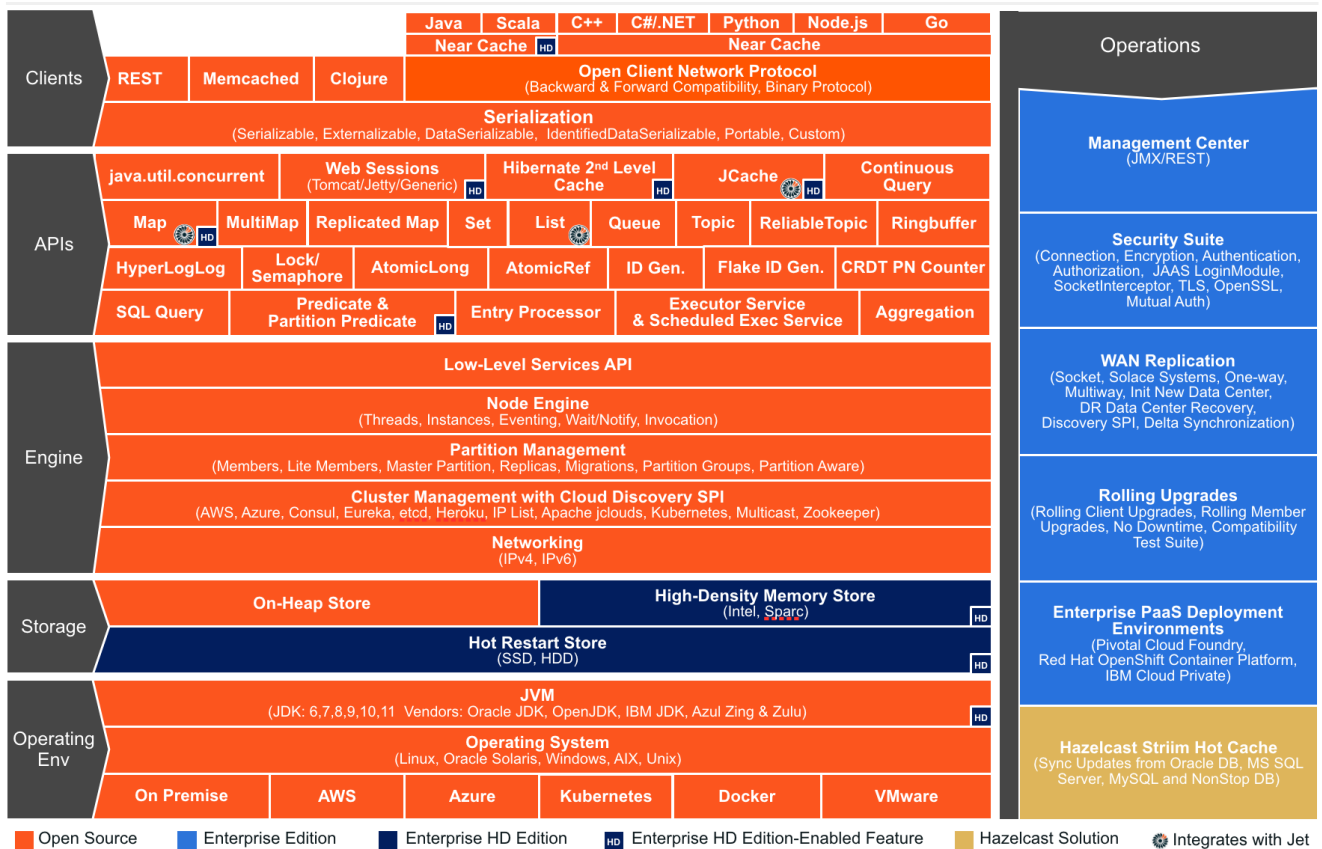 Clients
Java
Scala
C++
C#/.NET
Python
Node.js
Go
Near Cache HD
Near Cache
REST
Memcached
Clojure
Open Client Network Protocol
(Backward & Forward Compatibility, Binary Protocol)
Serialization
(Serializable, Externalizable, DataSerializable, IdentifiedDataSerializable, Portable, Custom)
APIs
java.util.concurrent
Web Sessions
(Tomcat/Jetty/Generic)
HD
Hibernate 2nd Level
Cache
HD
JCache
HD
Continuous
Query
Map
HD
MultiMap
Replicated Map
Set
List
Queue
Topic
ReliableTopic
Ringbuffer
HyperLogLog
Lock/
Semaphore
AtomicLong
AtomicRef
ID Gen.
Flake ID Gen.
CRDT PN Counter
SQL Query
Predicate &
Partition Predicate
HD
Entry Processor
Executor Service
& Scheduled Exec Service
Aggregation
Engine
Low-Level Services API
Node Engine
(Threads, Instances, Eventing, Wait/Notify, Invocation)
Partition Management
(Members, Lite Members, Master Partition, Replicas, Migrations, Partition Groups, Partition Aware)
Cluster Management with Cloud Discovery SPI
(AWS, Azure, Consul, Eureka, etcd, Heroku, IP List, Apache jclouds, Kubernetes, Multicast, Zookeeper)
Networking
(IPv4, IPv6)
Storage
On-Heap Store
High-Density Memory Store
(Intel, Sparc)
HD
Hot Restart Store
(SSD, HDD)
HD
Operating
Env
JVM
(JDK: 6,7,8,9,10,11 Vendors: Oracle JDK, OpenJDK, IBM JDK, Azul Zing & Zulu)
HD
Operating System
(Linux, Oracle Solaris, Windows, AIX, Unix)
On Premise
AWS
Azure
Kubernetes
Docker
VMware
Operations
Management Center
(JMX/REST)
Security Suite
(Connection, Encryption, Authentication,
Authorization, JAAS LoginModule,
SocketInterceptor, TLS, OpenSSL,
Mutual Auth)
WAN Replication
(Socket, Solace Systems, One-way,
Multiway, Init New Data Center,
DR Data Center Recovery,
Discovery SPI, Delta Synchronization)
Rolling Upgrades
(Rolling Client Upgrades, Rolling Member
Upgrades, No Downtime, Compatibility
Test Suite)
Enterprise PaaS Deployment
Environments
(Pivotal Cloud Foundry,
Red Hat OpenShift Container Platform,
IBM Cloud Private)
Hazelcast Striim Hot Cache
(Sync Updates from Oracle DB, MS SQL
Server, MySQL and NonStop DB)
Open Source
Enterprise Edition
Enterprise HD Edition
HD Enterprise HD Edition-Enabled Feature
Hazelcast Solution
Integrates with Jet